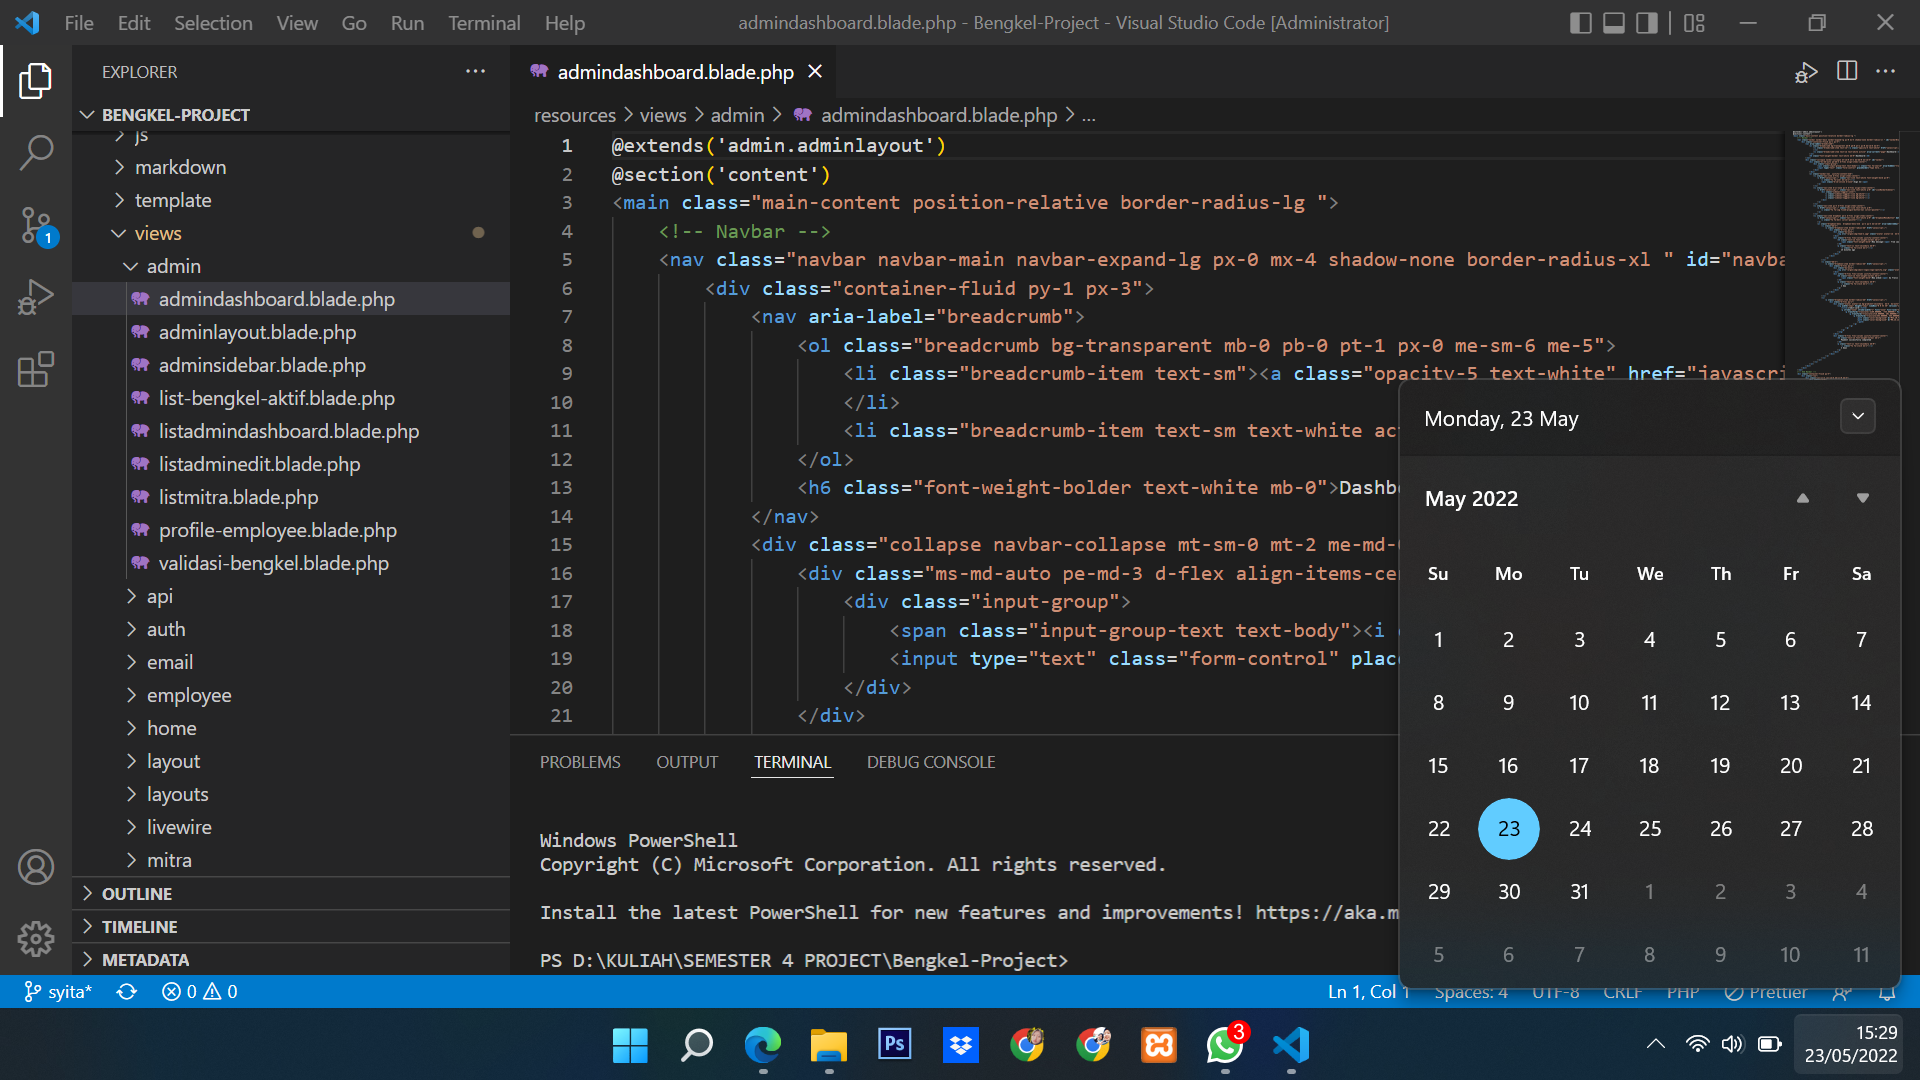 File Edit Selection View Go Run Terminal Help
admindashboard.blade.php - Bengkel-Project - Visual Studio Code [Administrator]
EXPLORER
BENGKEL-PROJECT
js
markdown
template
views
admin
admindashboard.blade.php
adminlayout.blade.php
adminsidebar.blade.php
list-bengkel-aktif.blade.php
listadmindashboard.blade.php
listadminedit.blade.php
listmitra.blade.php
profile-employee.blade.php
validasi-bengkel.blade.php
api
auth
email
employee
home
layout
layouts
livewire
mitra
OUTLINE
TIMELINE
METADATA
1
admindashboard.blade.php
resources > views > admin > admindashboard.blade.php > ...
1 @extends('admin.adminlayout')
2 @section('content')
3 <main class="main-content position-relative border-radius-lg ">
4 <!-- Navbar -->
5 <nav class="navbar navbar-main navbar-expand-lg px-0 mx-4 shadow-none border-radius-xl " id="navba
6 <div class="container-fluid py-1 px-3">
7 <nav aria-label="breadcrumb">
8 <ol class="breadcrumb bg-transparent mb-0 pb-0 pt-1 px-0 me-sm-6 me-5">
9 <li class="breadcrumb-item text-sm"><a class="opacity-5 text-white" href="javascri
10 </li>
11 <li class="breadcrumb-item text-sm text-white ac
12 </ol>
13 <h6 class="font-weight-bolder text-white mb-0">Dashb
14 </nav>
15 <div class="collapse navbar-collapse mt-sm-0 mt-2 me-md-
16 <div class="ms-md-auto pe-md-3 d-flex align-items-ce
17 <div class="input-group">
18 <span class="input-group-text text-body"><i
19 <input type="text" class="form-control" plac
20 </div>
21 </div>
PROBLEMS OUTPUT TERMINAL DEBUG CONSOLE
Windows PowerShell
Copyright (C) Microsoft Corporation. All rights reserved.
Install the latest PowerShell for new features and improvements! https://aka.m
PS D:\KULIAH\SEMESTER 4 PROJECT\Bengkel-Project>
Monday, 23 May
May 2022
Su Mo Tu We Th Fr Sa
1 2 3 4 5 6 7
8 9 10 11 12 13 14
15 16 17 18 19 20 21
22 23 24 25 26 27 28
29 30 31 1 2 3 4
5 6 7 8 9 10 11
syita* 0 0
Ln 1, Col 1 Spaces: 4 UTF-8 CRLF PHP Prettier
Ps
3
15:29
23/05/2022